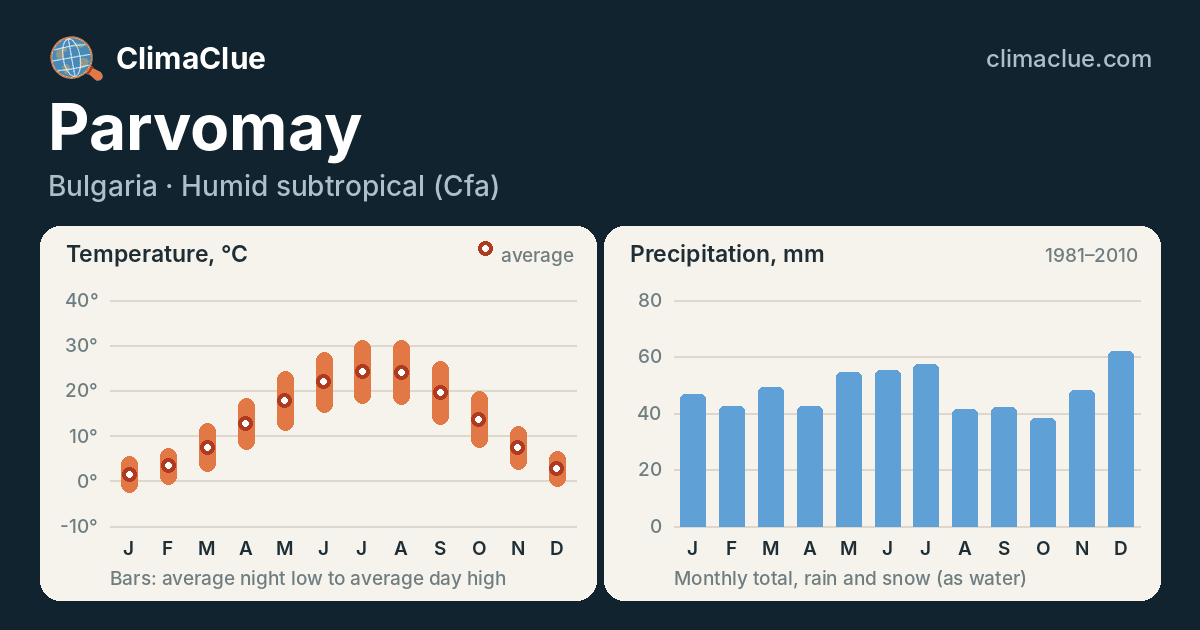 ClimaClue
climaclue.com
Parvomay
Bulgaria · Humid subtropical (Cfa)
Temperature, °C
average
40°
30°
20°
10°
0°
-10°
J F M A M J J A S O N D
Bars: average night low to average day high
Precipitation, mm
1981–2010
80
60
40
20
0
J F M A M J J A S O N D
Monthly total, rain and snow (as water)